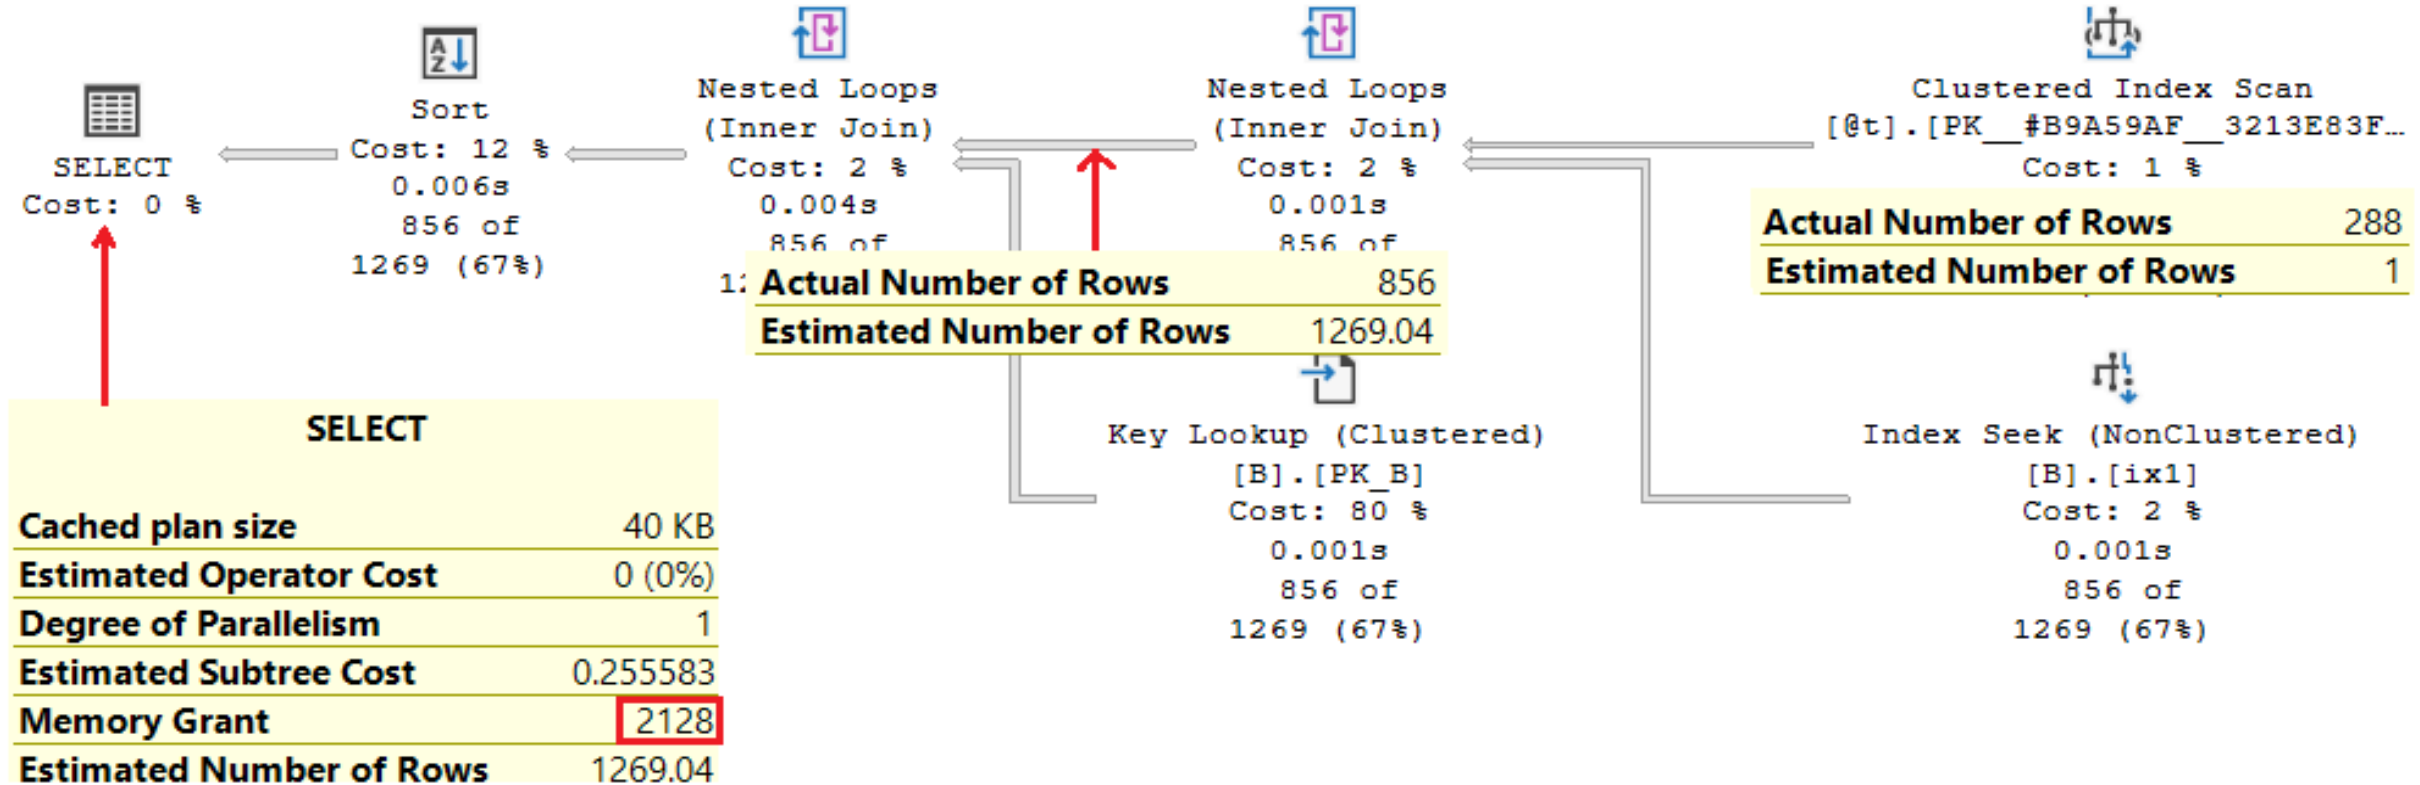 SELECT
Cost: 0 %
Sort
Cost: 12 %
0.006s
856 of
1269 (67%)
Nested Loops
(Inner Join)
Cost: 2 %
0.004s
856 of
Nested Loops
(Inner Join)
Cost: 2 %
0.001s
856 of
Clustered Index Scan
[@t].[PK__#B9A59AF__3213E83F…
Cost: 1 %
Actual Number of Rows 288
Estimated Number of Rows 1
Actual Number of Rows 856
Estimated Number of Rows 1269.04
Key Lookup (Clustered)
[B].[PK_B]
Cost: 80 %
0.001s
856 of
1269 (67%)
Index Seek (NonClustered)
[B].[ix1]
Cost: 2 %
0.001s
856 of
1269 (67%)
SELECT
Cached plan size 40 KB
Estimated Operator Cost 0 (0%)
Degree of Parallelism 1
Estimated Subtree Cost 0.255583
Memory Grant 2128
Estimated Number of Rows 1269.04